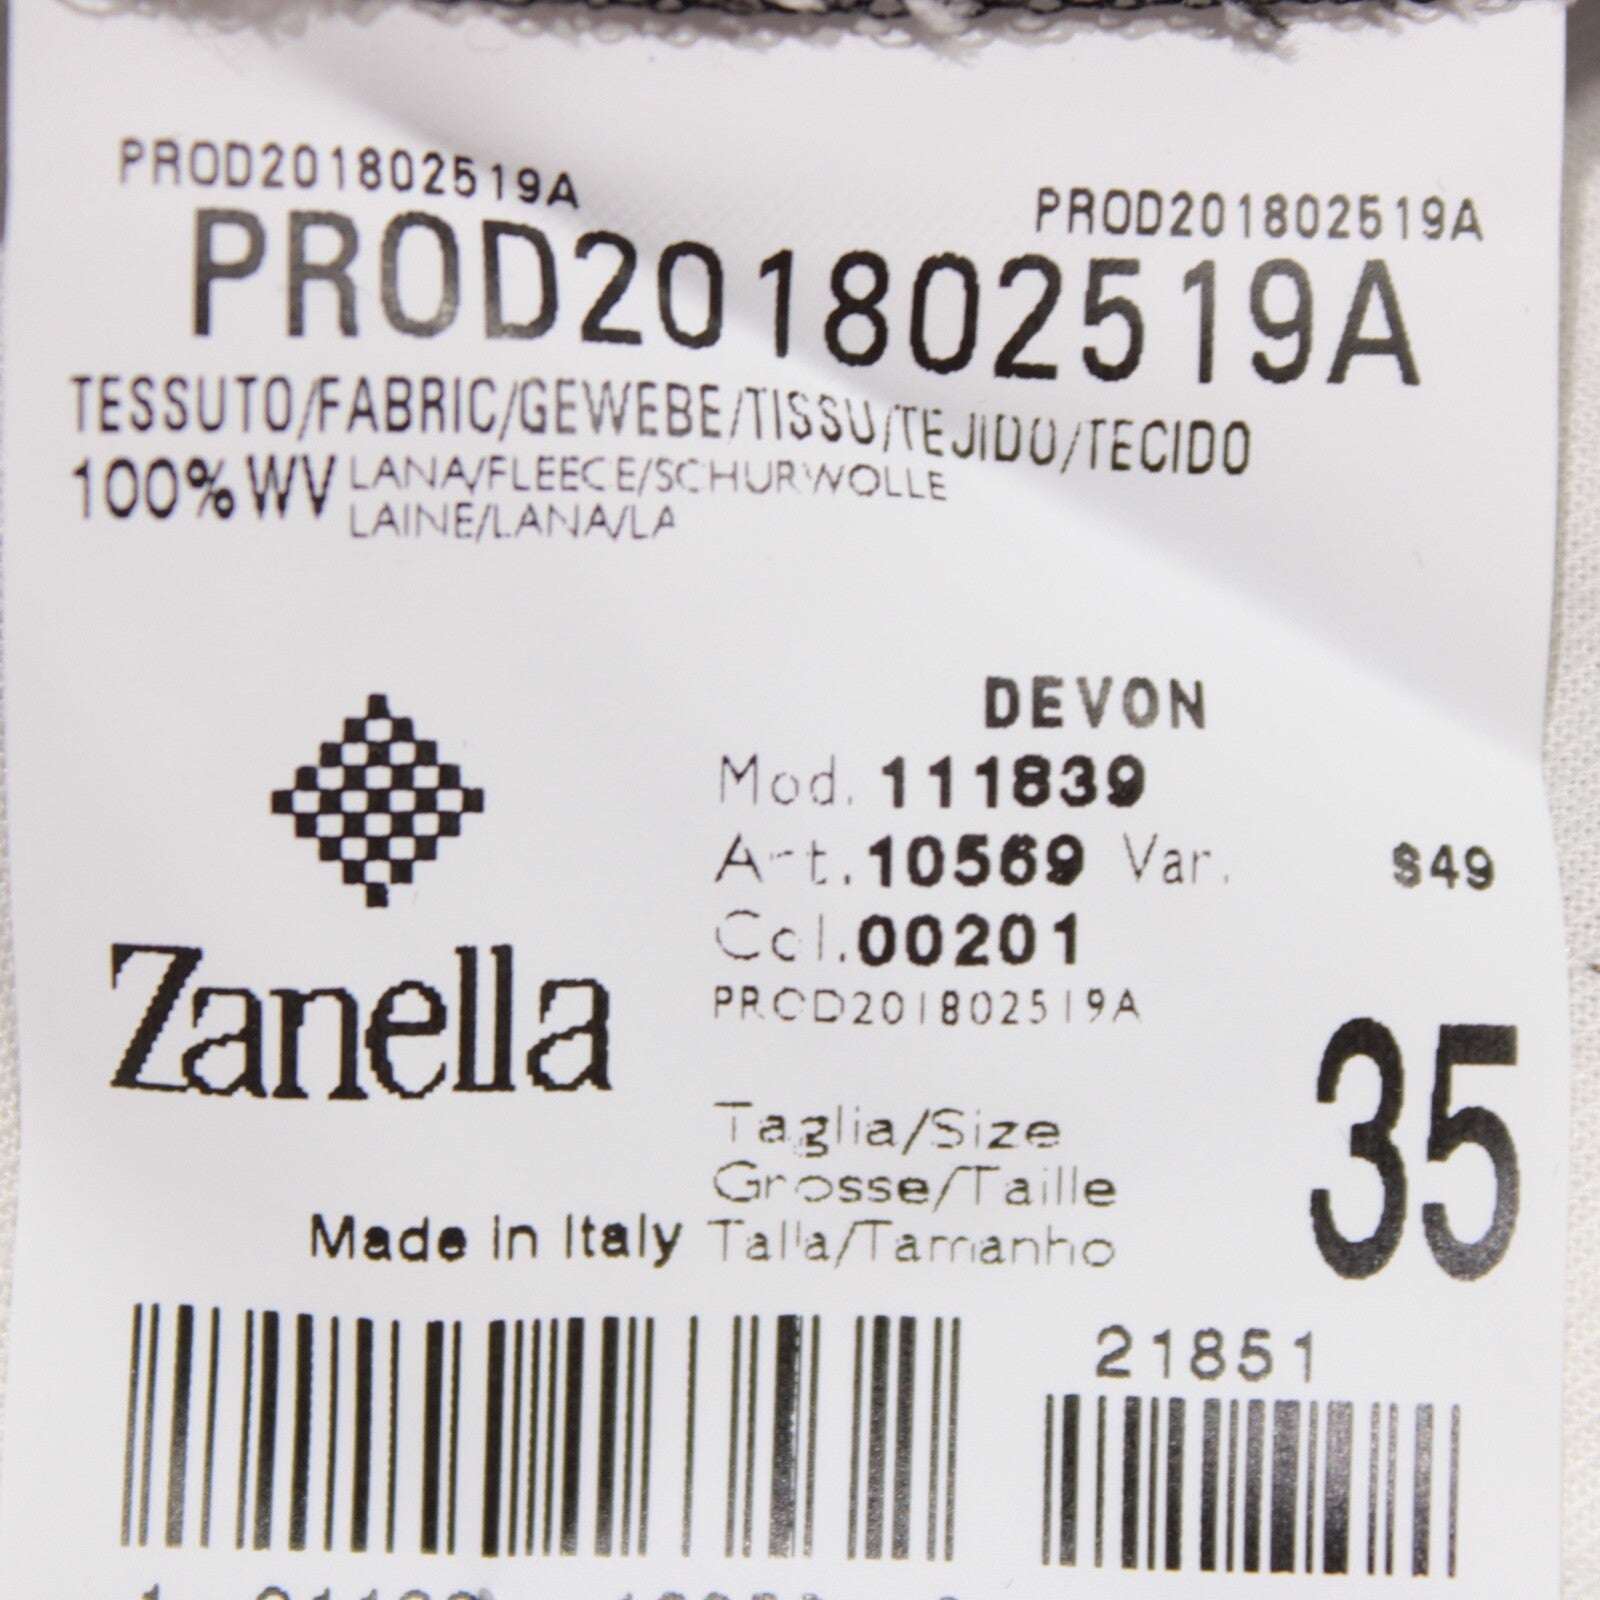 PROD201802519A
PROD201802519A
PROD201802519A
TESSUTO/FABRIC/GEWEBE/TISSU/TEJIDO/TECIDO
100% WV LANA/FLEECE/SCHURWOLLE
LAINE/LANA/LA
DEVON
Mod. 111839
Art. 10569 Var. S49
Col. 00201
PROD201802519A
Zanella
Taglia/Size
Grosse/Taille
Talla/Tamanho
35
Made in Italy
21851